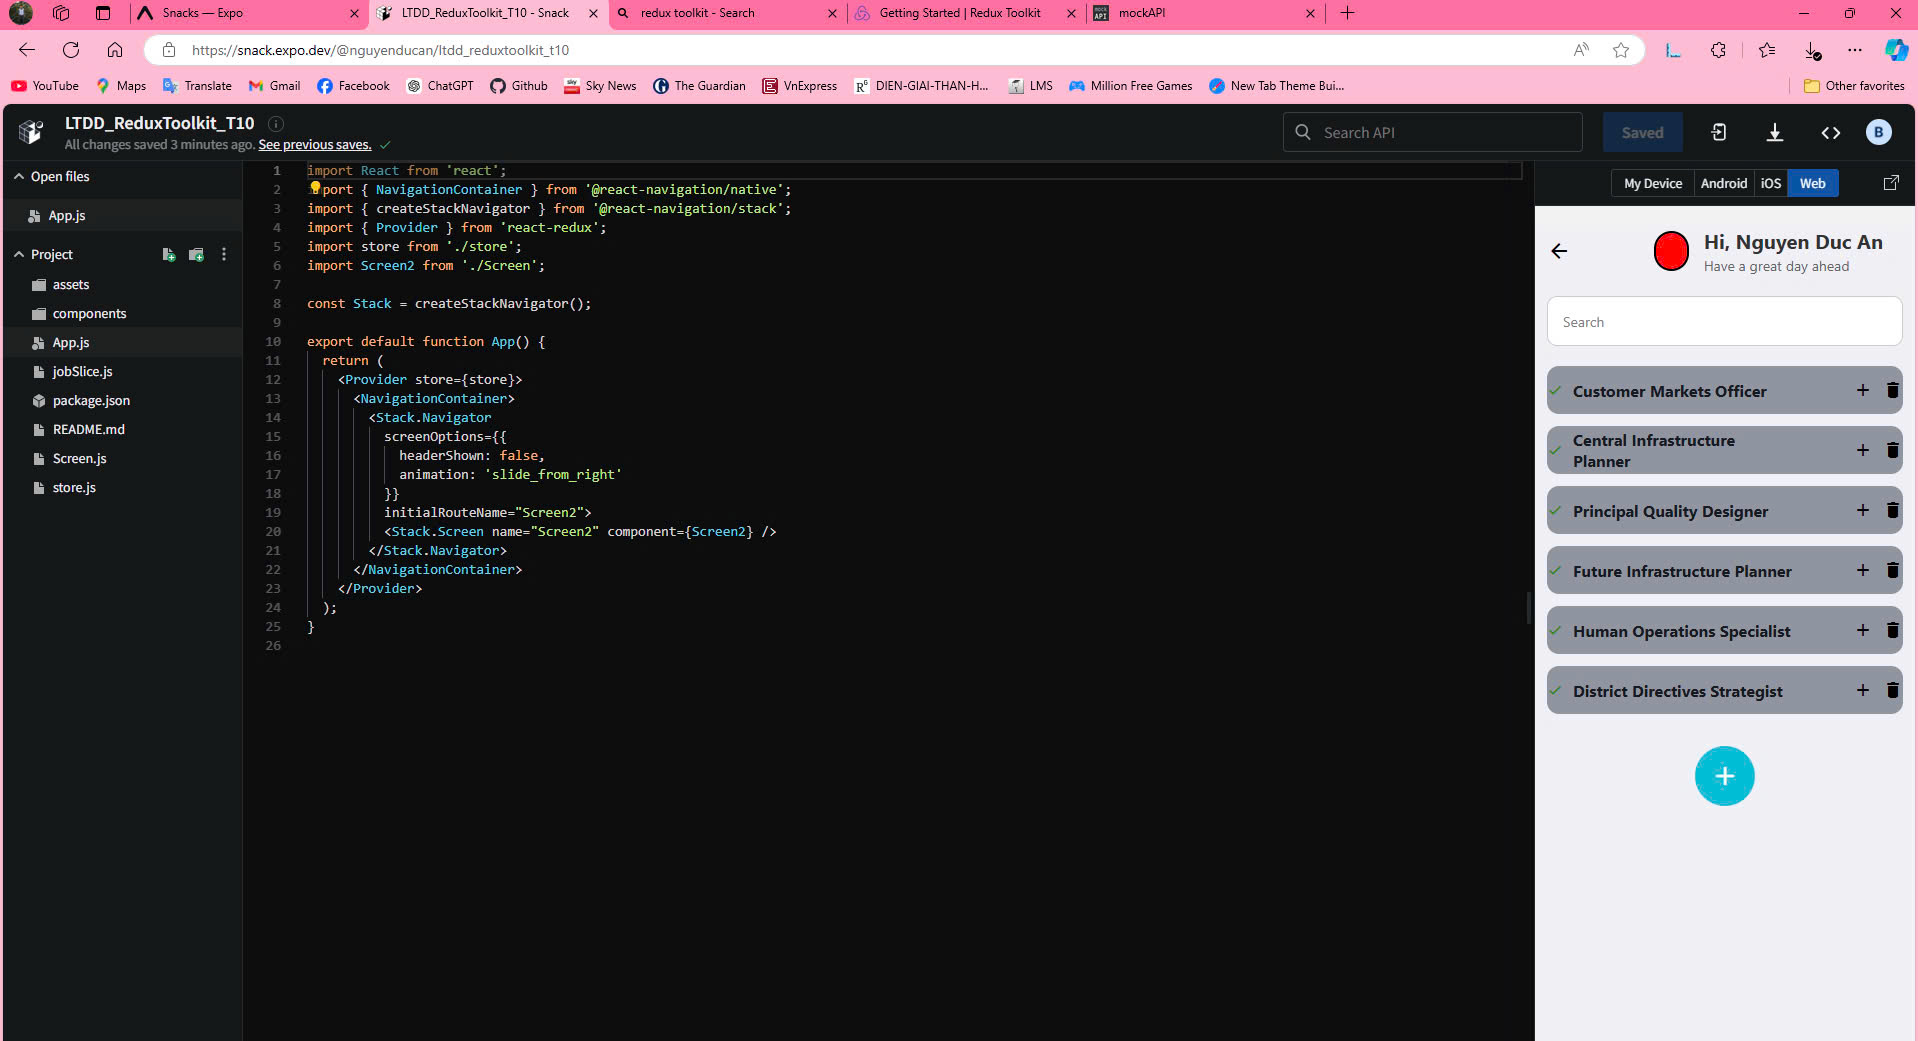 Snacks — Expo
LTDD_ReduxToolkit_T10 - Snack
redux toolkit - Search
Getting Started | Redux Toolkit
mock API
mockAPI
https://snack.expo.dev/@nguyenducan/ltdd_reduxtoolkit_t10
YouTube
Maps
Translate
Gmail
Facebook
ChatGPT
Github
Sky News
The Guardian
VnExpress
DIEN-GIAI-THAN-H...
LMS
Million Free Games
New Tab Theme Bui...
Other favorites
LTDD_ReduxToolkit_T10
All changes saved 3 minutes ago. See previous saves.
Search API
Saved
B
Open files
App.js
Project
assets
components
App.js
jobSlice.js
package.json
README.md
Screen.js
store.js
1 import React from 'react';
2 port { NavigationContainer } from '@react-navigation/native';
3 import { createStackNavigator } from '@react-navigation/stack';
4 import { Provider } from 'react-redux';
5 import store from './store';
6 import Screen2 from './Screen';
7
8 const Stack = createStackNavigator();
9
10 export default function App() {
11 return (
12 <Provider store={store}>
13 <NavigationContainer>
14 <Stack.Navigator
15 screenOptions={{
16 headerShown: false,
17 animation: 'slide_from_right'
18 }}
19 initialRouteName="Screen2">
20 <Stack.Screen name="Screen2" component={Screen2} />
21 </Stack.Navigator>
22 </NavigationContainer>
23 </Provider>
24 );
25 }
26
My Device
Android
iOS
Web
Hi, Nguyen Duc An
Have a great day ahead
Search
Customer Markets Officer
Central Infrastructure
Planner
Principal Quality Designer
Future Infrastructure Planner
Human Operations Specialist
District Directives Strategist